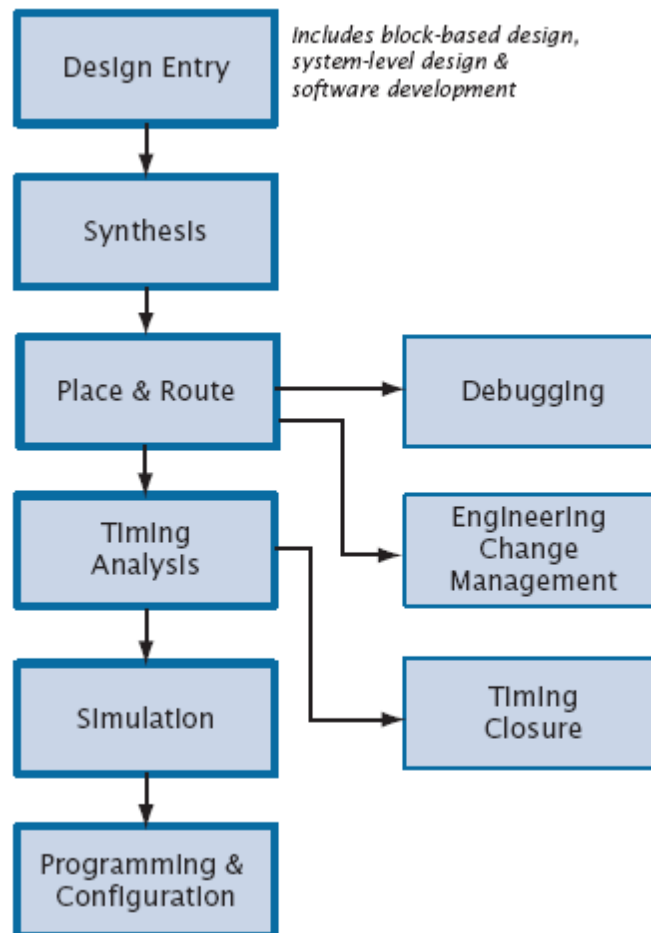 Design Entry
Includes block-based design,
system-level design &
software development
Synthesis
Place & Route
Debugging
Timing
Analysis
Engineering
Change
Management
Simulation
Timing
Closure
Programming &
Configuration